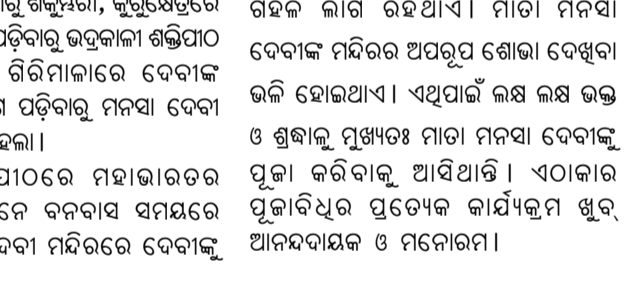 ଶକୁମ୍ଭରୀ, କୁରୁକ୍ଷେତ୍ରରେ
ପଡ଼ିବାରୁ ଭଦ୍ରକାଳୀ ଶକ୍ତିପୀଠ
ଗିରିମାଳାରେ ଦେବୀଙ୍କ
ପଡ଼ିବାରୁ ମନସା ଦେବୀ
ହେଲା।
ପୀଠରେ ମହାଭାରତର
ବନବାସ ସମୟରେ
ମନ୍ଦିରରେ ଦେବୀଙ୍କୁ
ଗହଳ ଲାଗି ରହିଥାଏ। ମାତା ମନସା
ଦେବୀଙ୍କ ମନ୍ଦିରର ଅପରୂପ ଶୋଭା ଦେଖିବା
ଭଳି ହୋଇଥାଏ। ଏଥିପାଇଁ ଲକ୍ଷ ଲକ୍ଷ ଭକ୍ତ
ଓ ଶ୍ରଦ୍ଧାଳୁ ମୁଖ୍ୟତଃ ମାତା ମନସା ଦେବୀଙ୍କୁ
ପୂଜା କରିବାକୁ ଆସିଥାନ୍ତି। ଏଠାକାର
ପୂଜାବିଧିର ପ୍ରତ୍ୟେକ କାର୍ଯ୍ୟକ୍ରମ ଖୁବ୍
ଆନନ୍ଦଦାୟକ ଓ ମନୋରମ।